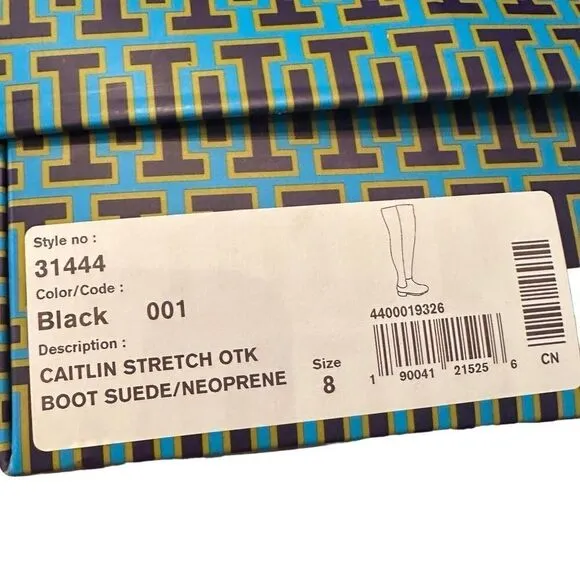 Style no :
31444
Color/Code :
Black 001
Description :
CAITLIN STRETCH OTK
BOOT SUEDE/NEOPRENE
Size
8
4400019326
1 90041 21525 6
CN